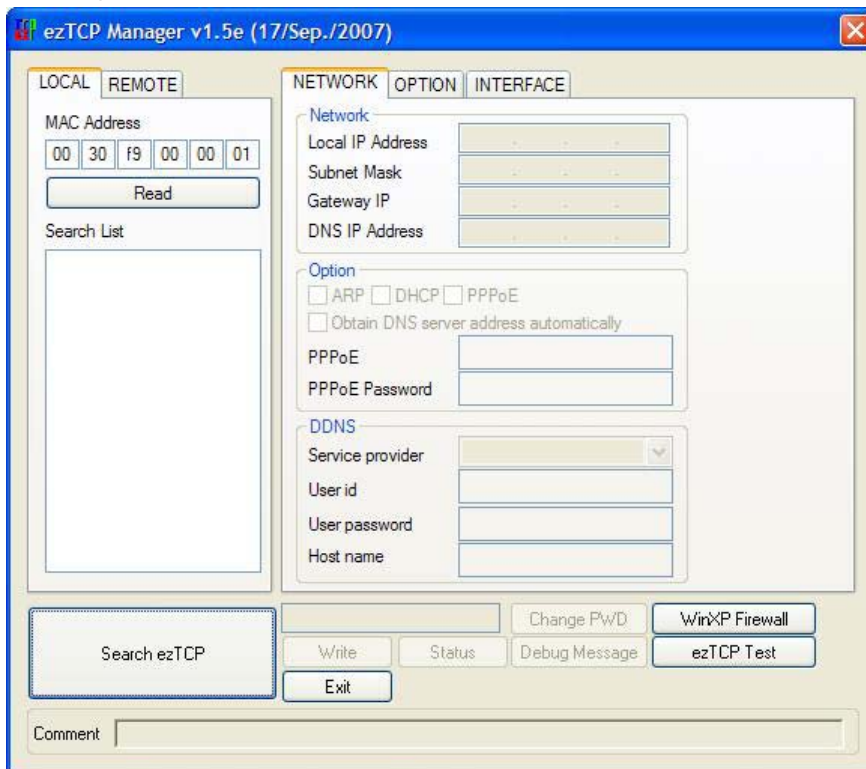 ezTCP Manager v1.5e (17/Sep./2007)
LOCAL REMOTE
MAC Address
00 30 f9 00 00 01
Read
Search List
NETWORK OPTION INTERFACE
Network
Local IP Address
Subnet Mask
Gateway IP
DNS IP Address
Option
ARP DHCP PPPoE
Obtain DNS server address automatically
PPPoE
PPPoE Password
DDNS
Service provider
User id
User password
Host name
Search ezTCP
Change PWD WinXP Firewall
Write Status Debug Message ezTCP Test
Exit
Comment